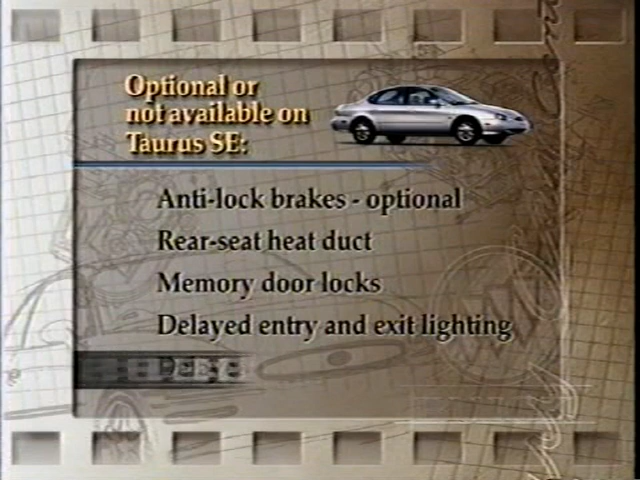 Optional or
not available on
Taurus SE:
Anti-lock brakes - optional
Rear-seat heat duct
Memory door locks
Delayed entry and exit lighting